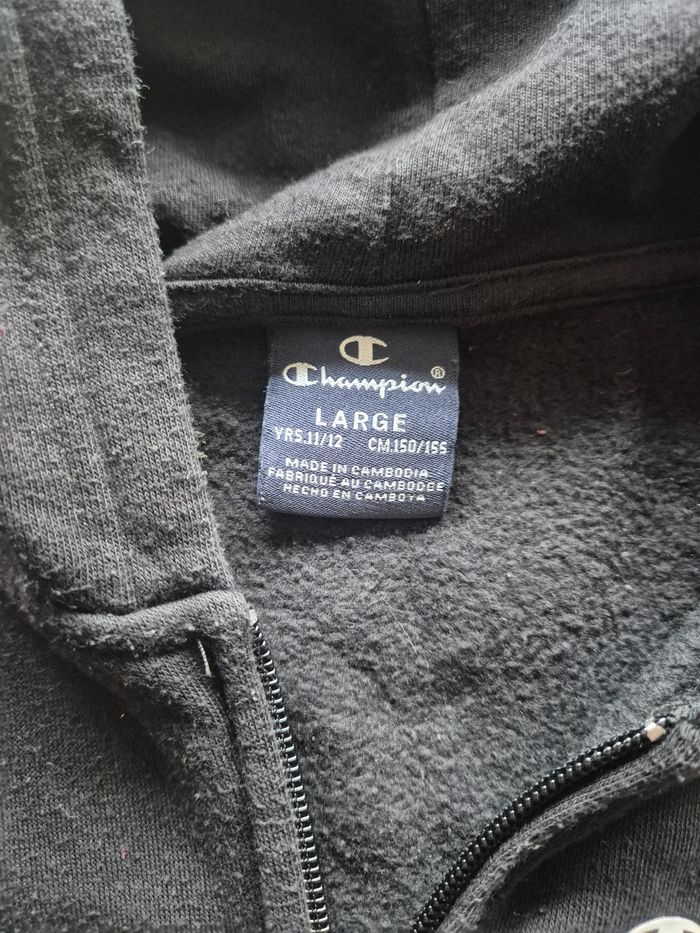 Champion®
LARGE
YRS.11/12 CM.150/155
MADE IN CAMBODIA
FABRIQUÉ AU CAMBODGE
HECHO EN CAMBOYA